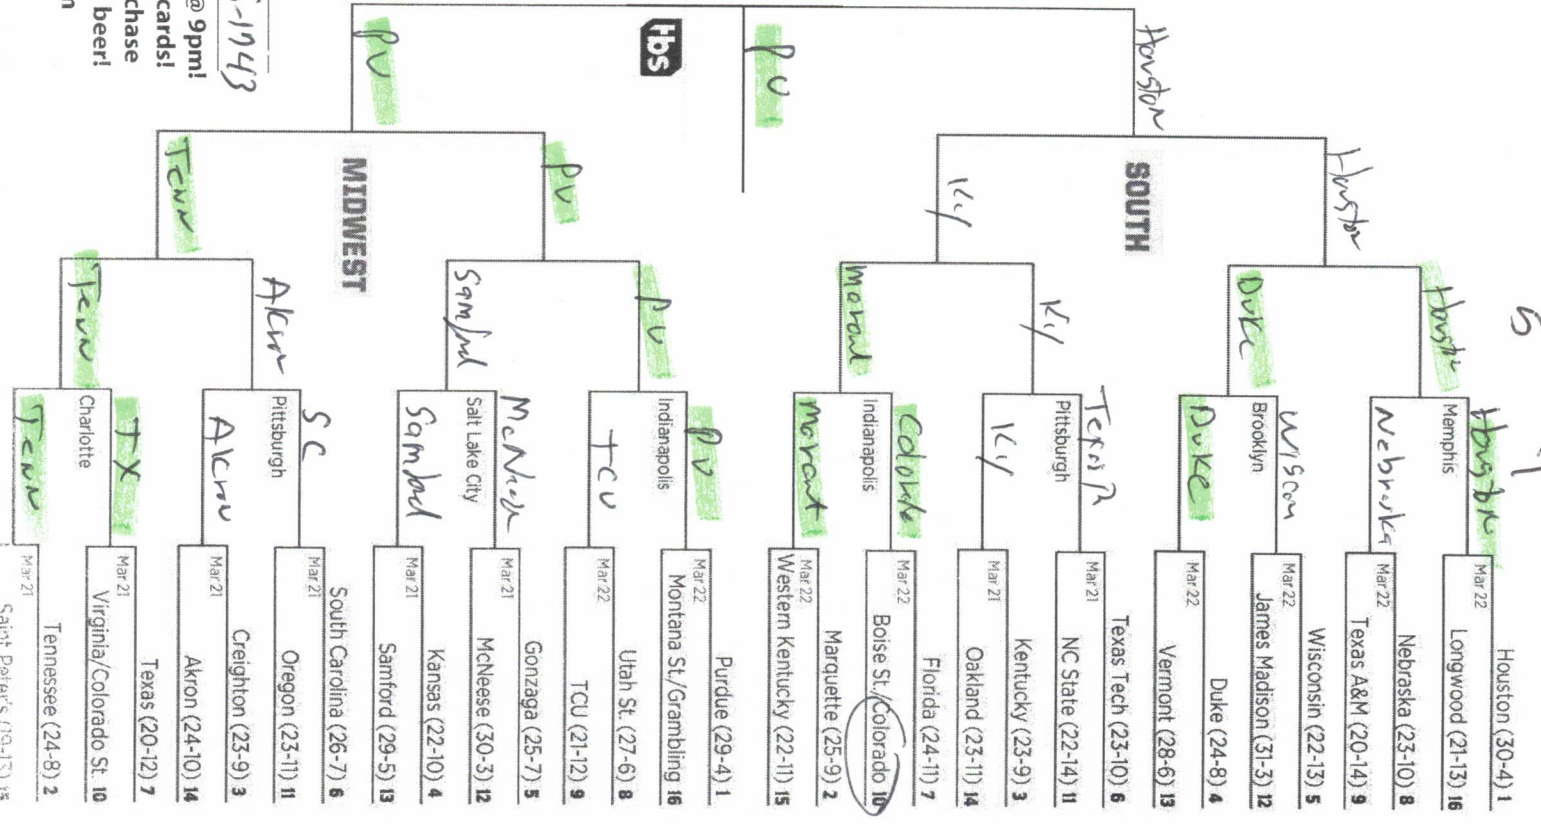 Houston (30-4) 1
Mar 22
Longwood (21-13) 16
Nebraska (23-10) 8
Mar 22
Texas A&M (20-14) 9
Wisconsin (22-13) 5
Mar 22
James Madison (31-3) 12
Duke (24-8) 4
Mar 22
Vermont (28-6) 13
Texas Tech (23-10) 6
Mar 21
NC State (22-14) 11
Kentucky (23-9) 3
Mar 21
Oakland (23-11) 14
Florida (24-11) 7
Mar 22
Boise St./Colorado 10
Marquette (25-9) 2
Mar 22
Western Kentucky (22-11) 15
Houston
Memphis
Nebraska
Wiscon
Brooklyn
Duke
Pittsburgh
Ky
Indianapolis
Houston
Duke
Ky
Houston
Ky
SOUTH
Houston
Purdue (29-4) 1
Mar 22
Montana St./Grambling 16
Utah St. (27-6) 8
Mar 22
TCU (21-12) 9
Gonzaga (25-7) 5
Mar 21
McNeese (30-3) 12
Kansas (22-10) 4
Mar 21
Samford (29-5) 13
South Carolina (26-7) 6
Mar 21
Oregon (23-11) 11
Creighton (23-9) 3
Mar 21
Akron (24-10) 14
Texas (20-12) 7
Mar 21
Virginia/Colorado St. 10
Tennessee (24-8) 2
Mar 21
Saint Peter's (19-13) 15
PU
Indianapolis
TCU
Salt Lake City
Samford
SC
Pittsburgh
Akron
TX
Charlotte
Tenn
PU
Samford
Akron
Tenn
PU
Tenn
MIDWEST
PU
PU
tbs
-1743
@ 9pm!
cards!
chase
beer!